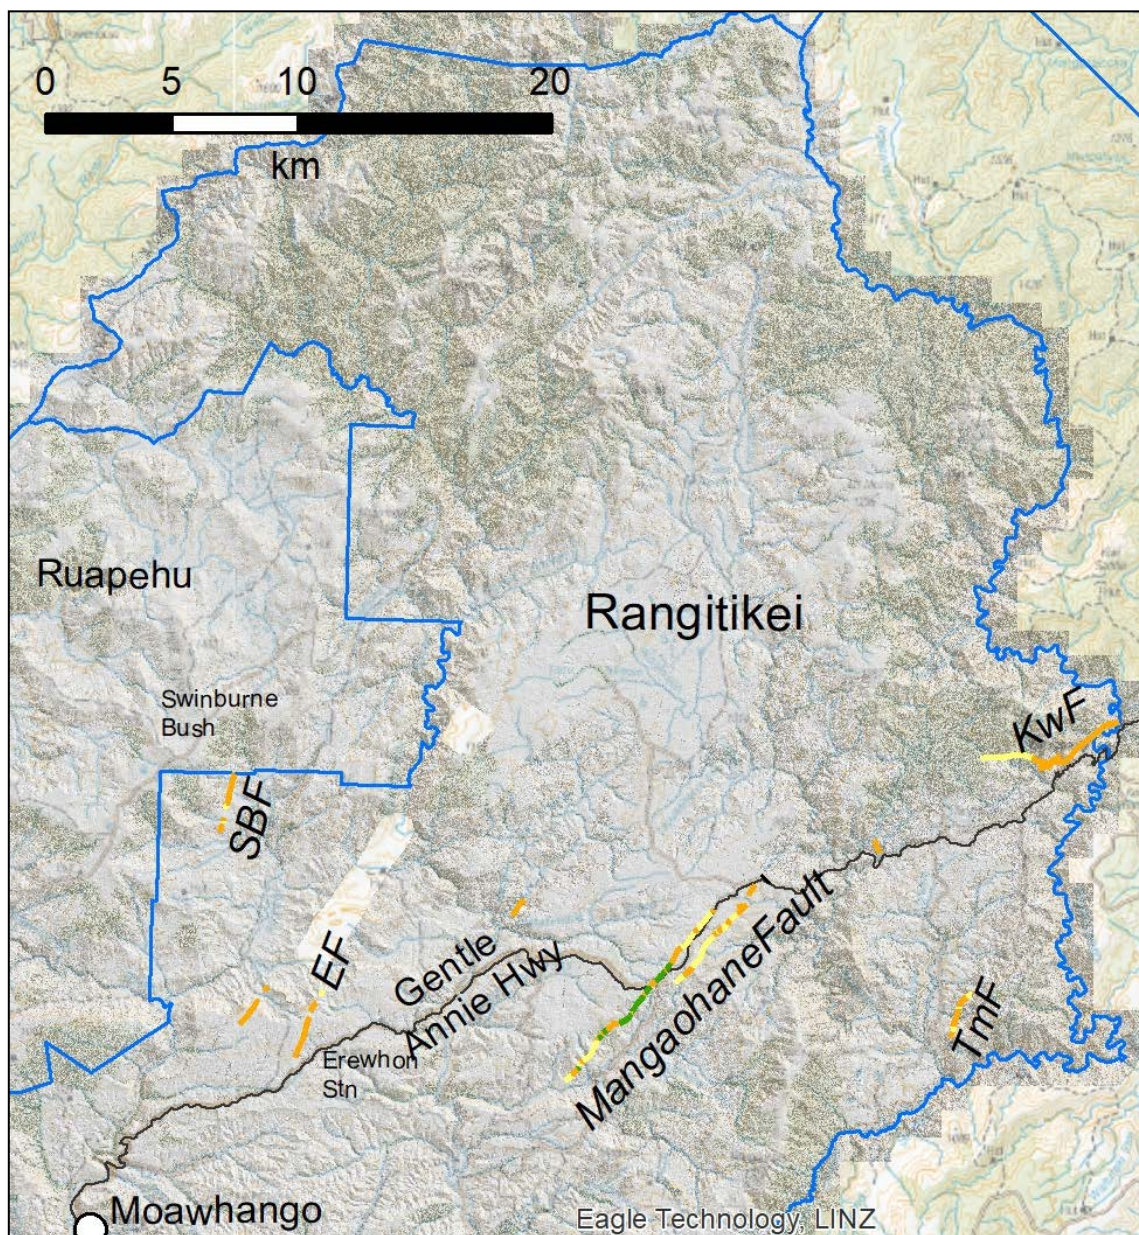 0 5 10 20
km
Ruapehu
Rangitikei
Swinburne
Bush
KwF
SBF
EF
Gentle
Annie Hwy
MangaohaneFault
TmF
Erewhon
Stn
Moawhango
Eagle Technology, LINZ